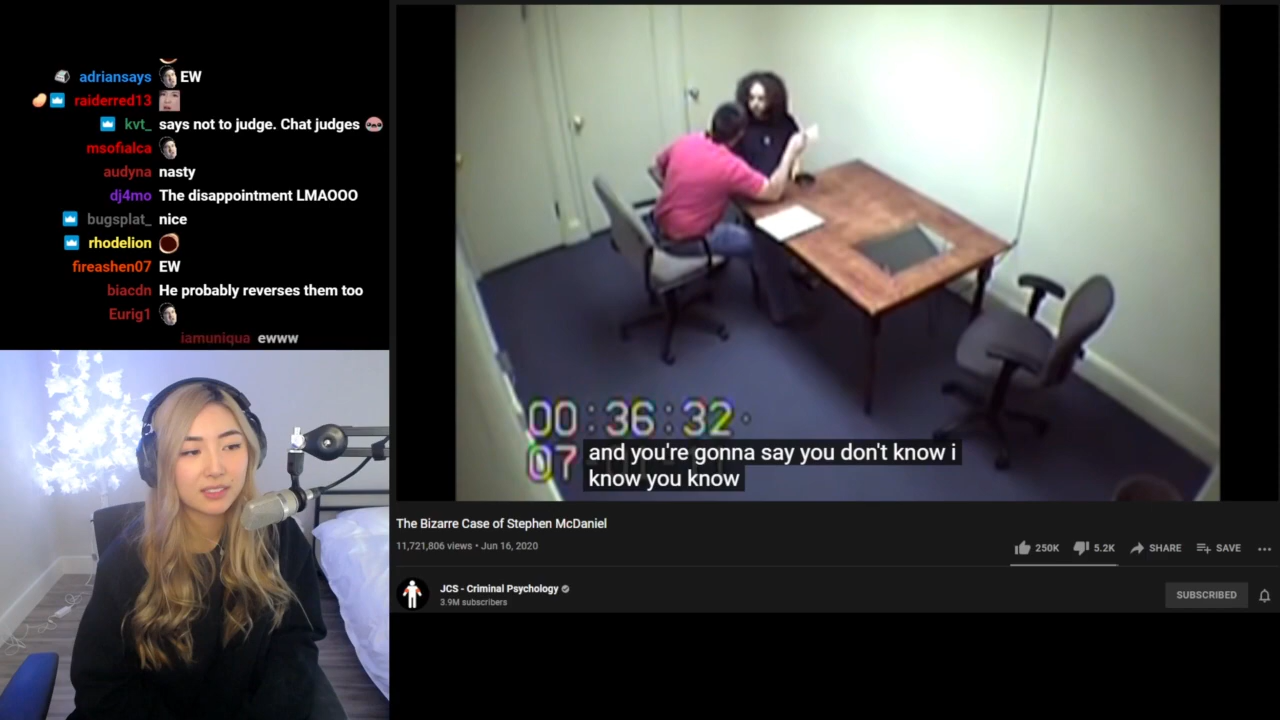 adriansays EW
raiderred13
kvt_ says not to judge. Chat judges
msofialca
audyna nasty
dj4mo The disappointment LMAOOO
bugsplat_ nice
rhodelion
fireashen07 EW
biacdn He probably reverses them too
Eurig1
iamuniqua ewww
00:36:32
07
and you're gonna say you don't know i
know you know
The Bizarre Case of Stephen McDaniel
11,721,806 views • Jun 16, 2020
250K 5.2K SHARE SAVE
JCS - Criminal Psychology
3.9M subscribers
SUBSCRIBED